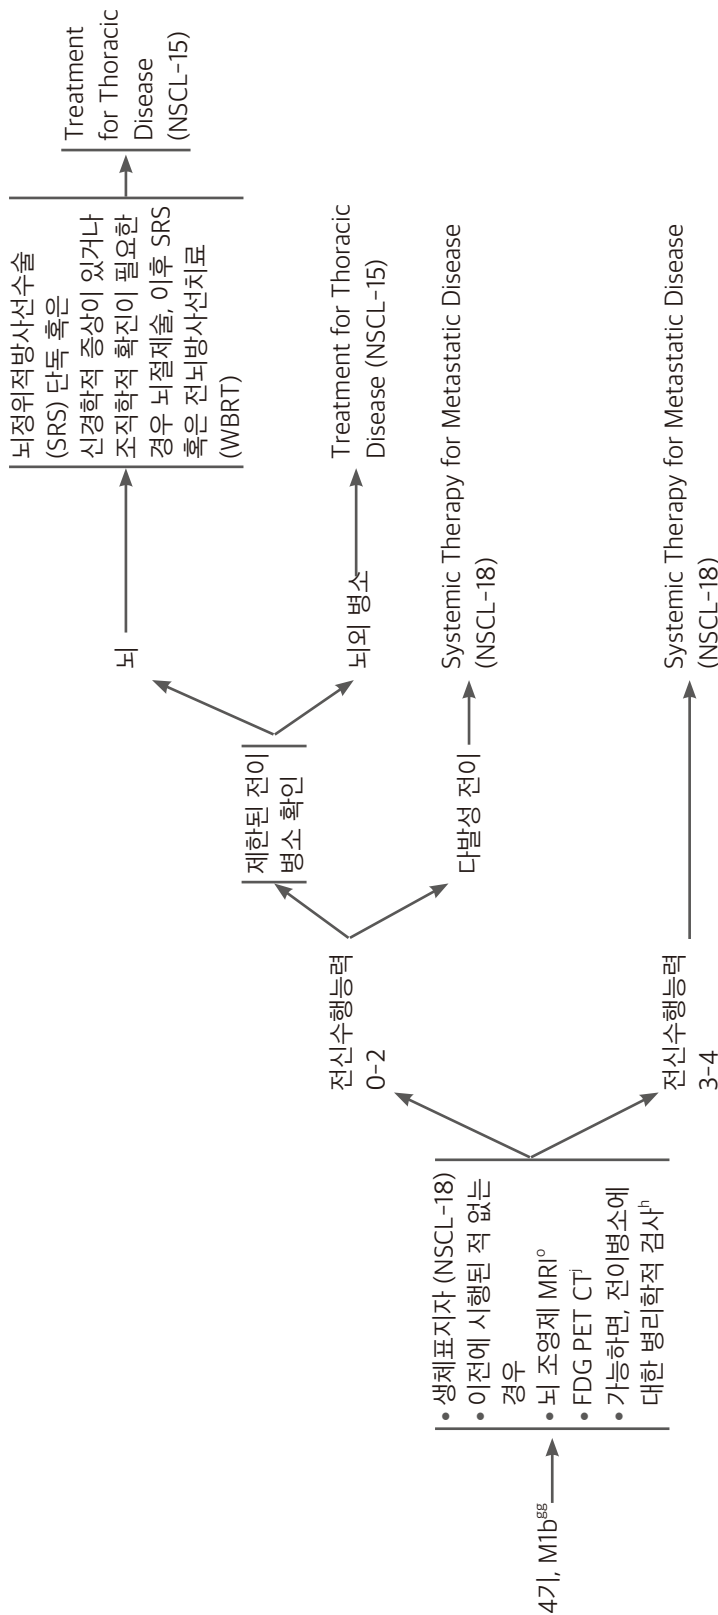 4기, M1b^gg
• 생체표지자 (NSCL-18)
• 이전에 시행된 적 없는
경우
• 뇌 조영제 MRI^o
• FDG PET CT^j
• 가능하면, 전이병소에
대한 병리학적 검사^h
전신수행능력
0-2
제한된 전이
병소 확인
뇌
뇌정위적방사선수술
(SRS) 단독 혹은
신경학적 증상이 있거나
조직학적 확진이 필요한
경우 뇌절제술, 이후 SRS
혹은 전뇌방사선치료
(WBRT)
Treatment
for Thoracic
Disease
(NSCL-15)
뇌외 병소
Treatment for Thoracic
Disease (NSCL-15)
다발성 전이
Systemic Therapy for Metastatic Disease
(NSCL-18)
전신수행능력
3-4
Systemic Therapy for Metastatic Disease
(NSCL-18)